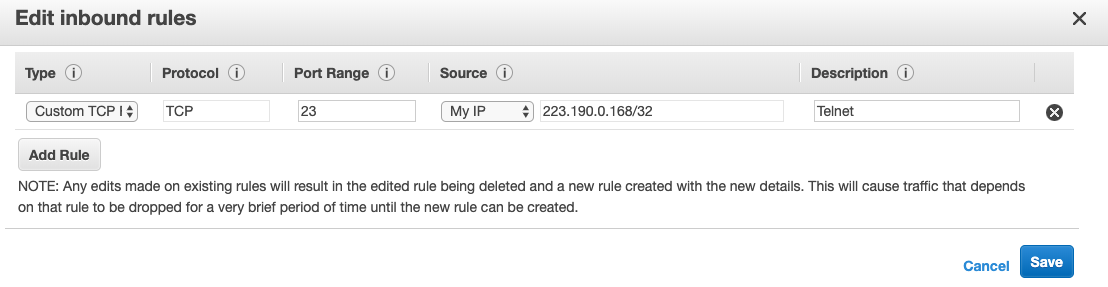 Edit inbound rules
Type Protocol Port Range Source Description
Custom TCP I TCP 23 My IP 223.190.0.168/32 Telnet
Add Rule
NOTE: Any edits made on existing rules will result in the edited rule being deleted and a new rule created with the new details. This will cause traffic that depends
on that rule to be dropped for a very brief period of time until the new rule can be created.
Cancel Save